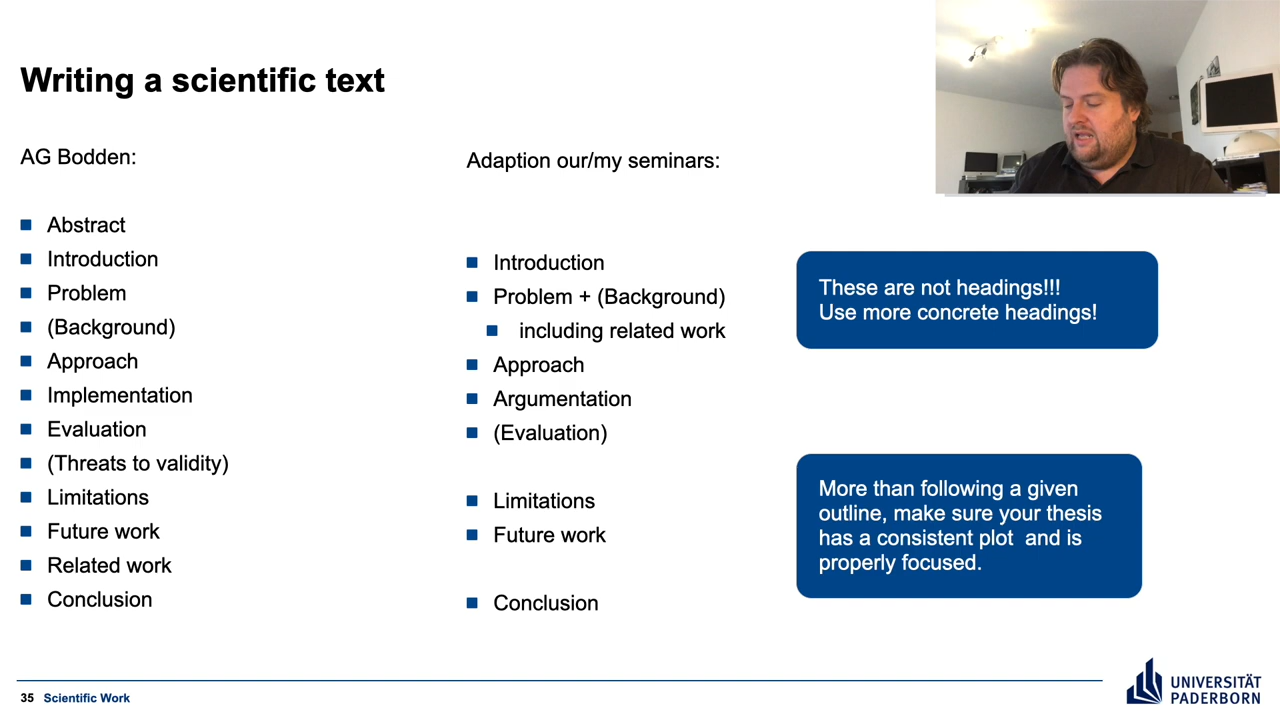 Writing a scientific text
AG Bodden:
Abstract
Introduction
Problem
(Background)
Approach
Implementation
Evaluation
(Threats to validity)
Limitations
Future work
Related work
Conclusion
Adaption our/my seminars:
Introduction
Problem + (Background)
including related work
Approach
Argumentation
(Evaluation)
Limitations
Future work
Conclusion
These are not headings!!!
Use more concrete headings!
More than following a given
outline, make sure your thesis
has a consistent plot  and is
properly focused.
35 Scientific Work
UNIVERSITÄT
PADERBORN